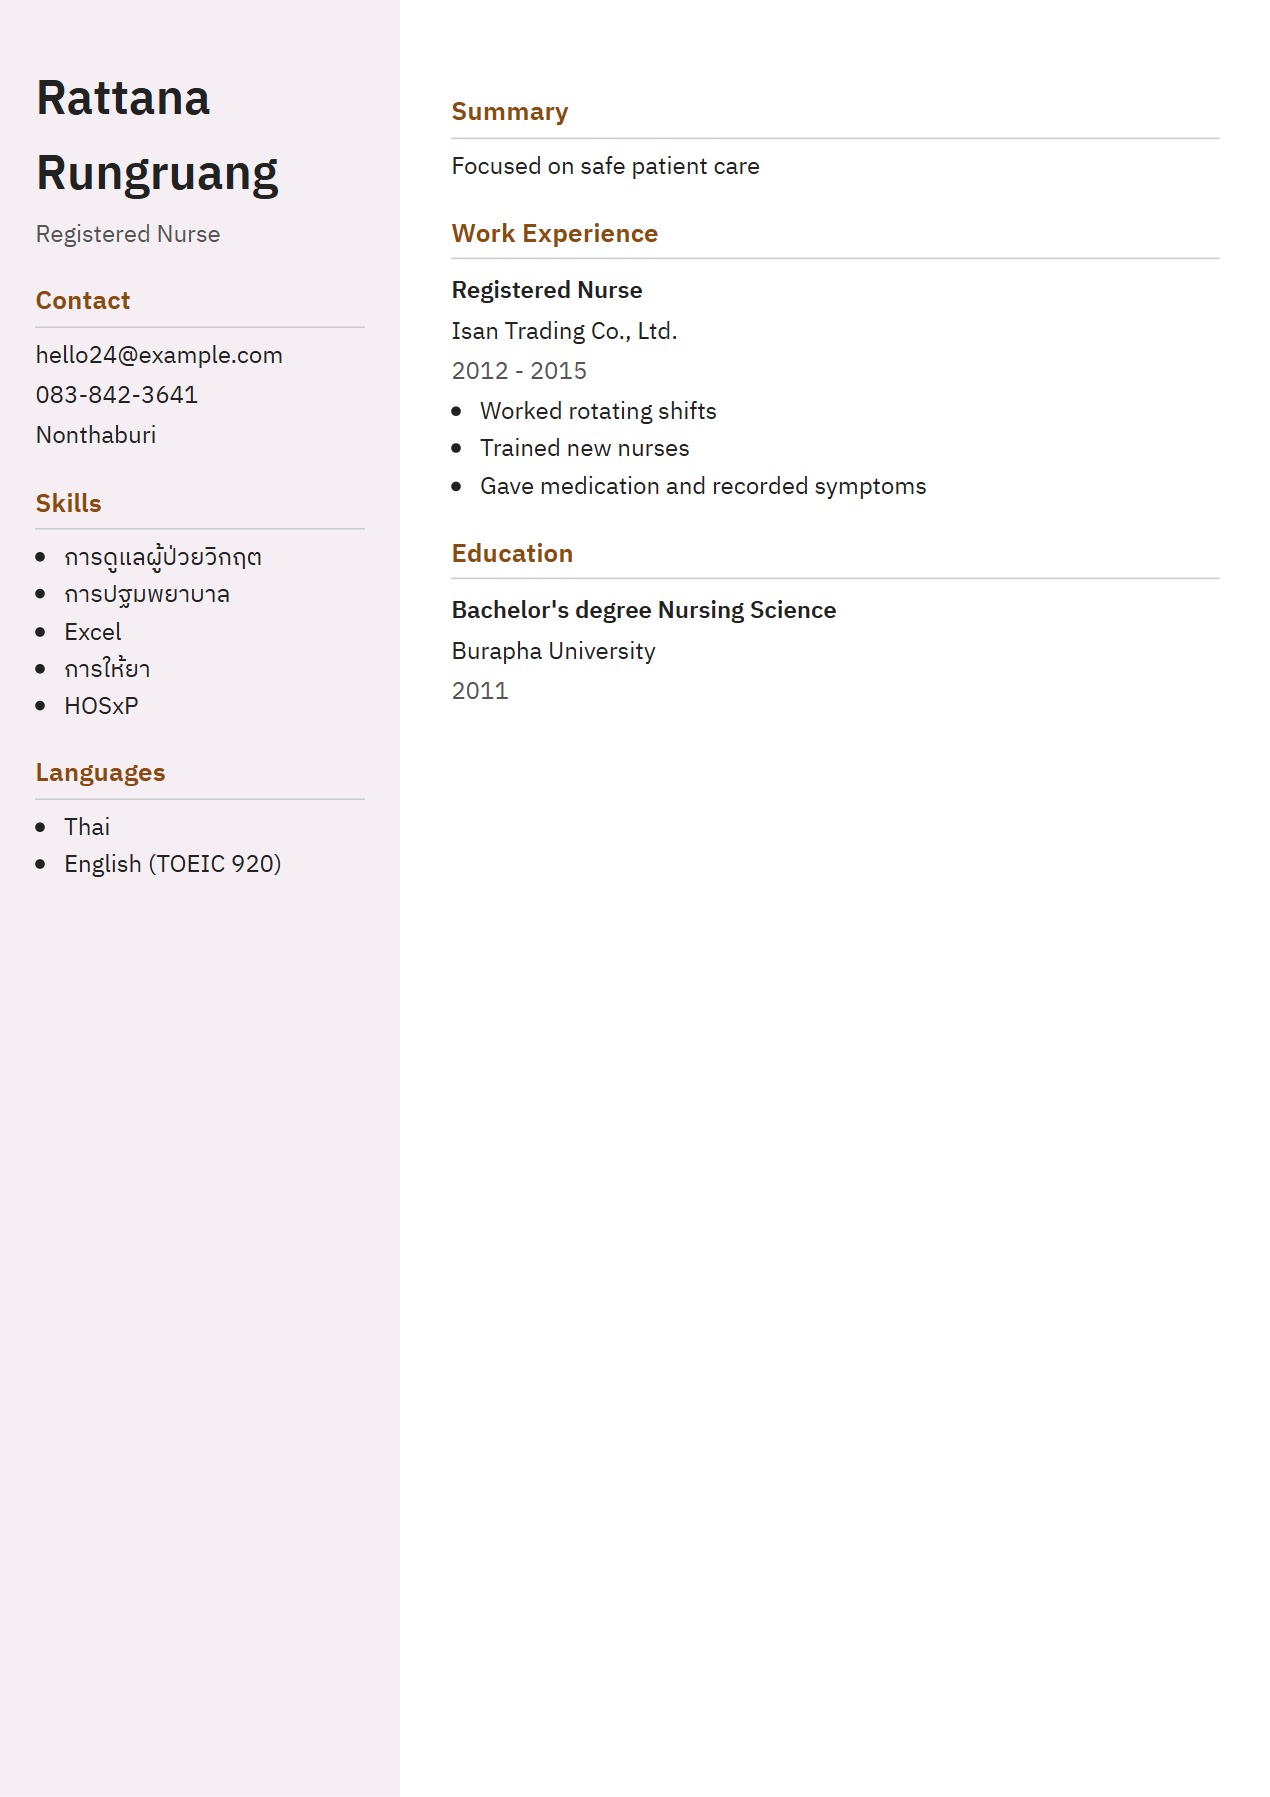 Rattana
Rungruang
Registered Nurse
Contact
hello24@example.com
083-842-3641
Nonthaburi
Skills
• การดูแลผู้ป่วยวิกฤต
• การปฐมพยาบาล
• Excel
• การให้ยา
• HOSxP
Languages
• Thai
• English (TOEIC 920)
Summary
Focused on safe patient care
Work Experience
Registered Nurse
Isan Trading Co., Ltd.
2012 - 2015
• Worked rotating shifts
• Trained new nurses
• Gave medication and recorded symptoms
Education
Bachelor's degree Nursing Science
Burapha University
2011